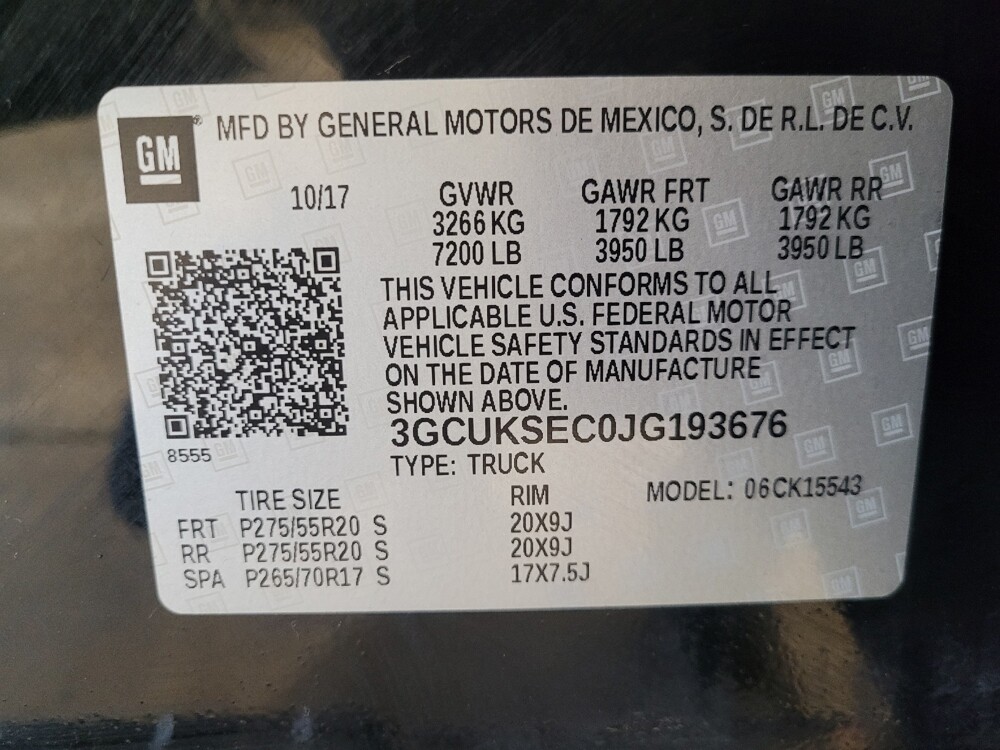 GM
MFD BY GENERAL MOTORS DE MEXICO, S. DE R.L. DE C.V.
10/17
GVWR GAWR FRT GAWR RR
3266 KG 1792 KG 1792 KG
7200 LB 3950 LB 3950 LB
THIS VEHICLE CONFORMS TO ALL
APPLICABLE U.S. FEDERAL MOTOR
VEHICLE SAFETY STANDARDS IN EFFECT
ON THE DATE OF MANUFACTURE
SHOWN ABOVE.
3GCUKSEC0JG193676
8555
TYPE: TRUCK
TIRE SIZE RIM MODEL: 06CK15543
FRT P275/55R20 S 20X9J
RR P275/55R20 S 20X9J
SPA P265/70R17 S 17X7.5J